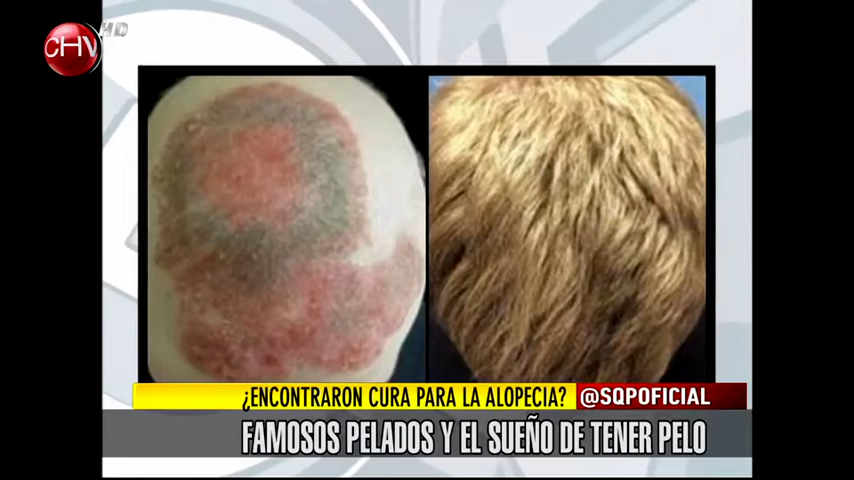 CHV HD
¿ENCONTRARON CURA PARA LA ALOPECIA? @SQPOFICIAL
FAMOSOS PELADOS Y EL SUEÑO DE TENER PELO